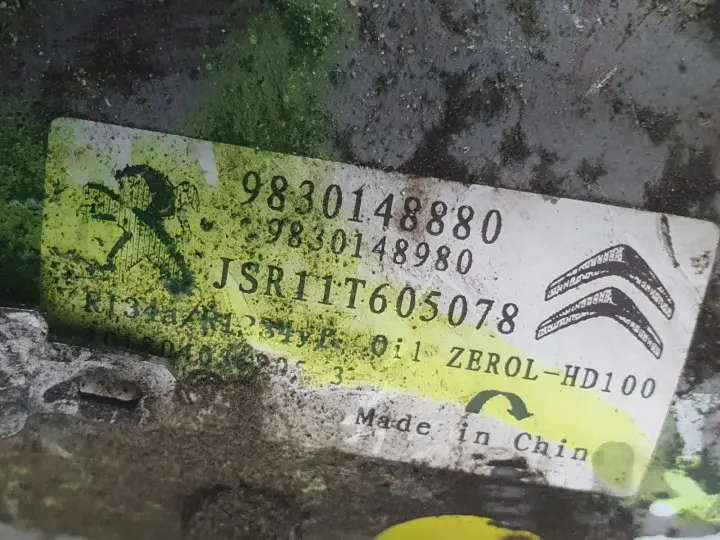 9830148880
9830148980
JSR11T605078
R134a/R1234yf Oil ZEROL-HD100
Made in Chin